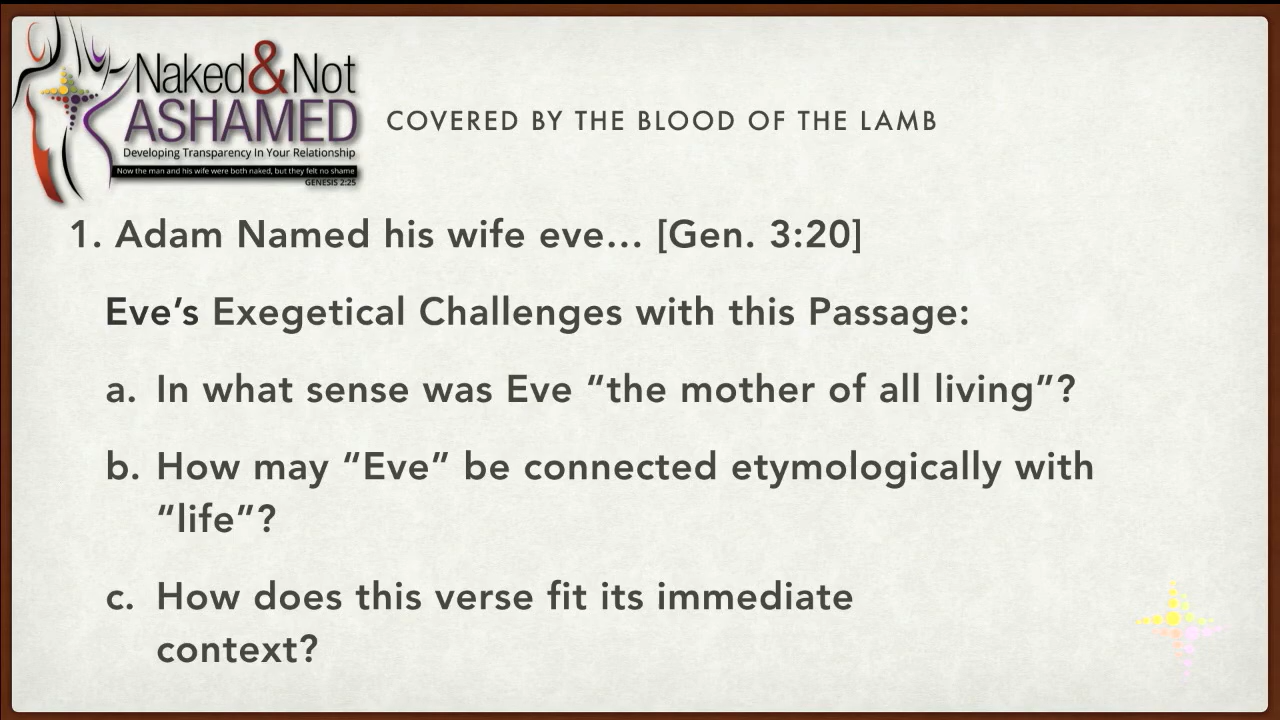 Naked&Not
ASHAMED
Developing Transparency In Your Relationship
Now the man and his wife were both naked, but they felt no shame
GENESIS 2:25
COVERED BY THE BLOOD OF THE LAMB
1. Adam Named his wife eve... [Gen. 3:20]
Eve’s Exegetical Challenges with this Passage:
a. In what sense was Eve “the mother of all living”?
b. How may “Eve” be connected etymologically with
“life”?
c. How does this verse fit its immediate
context?